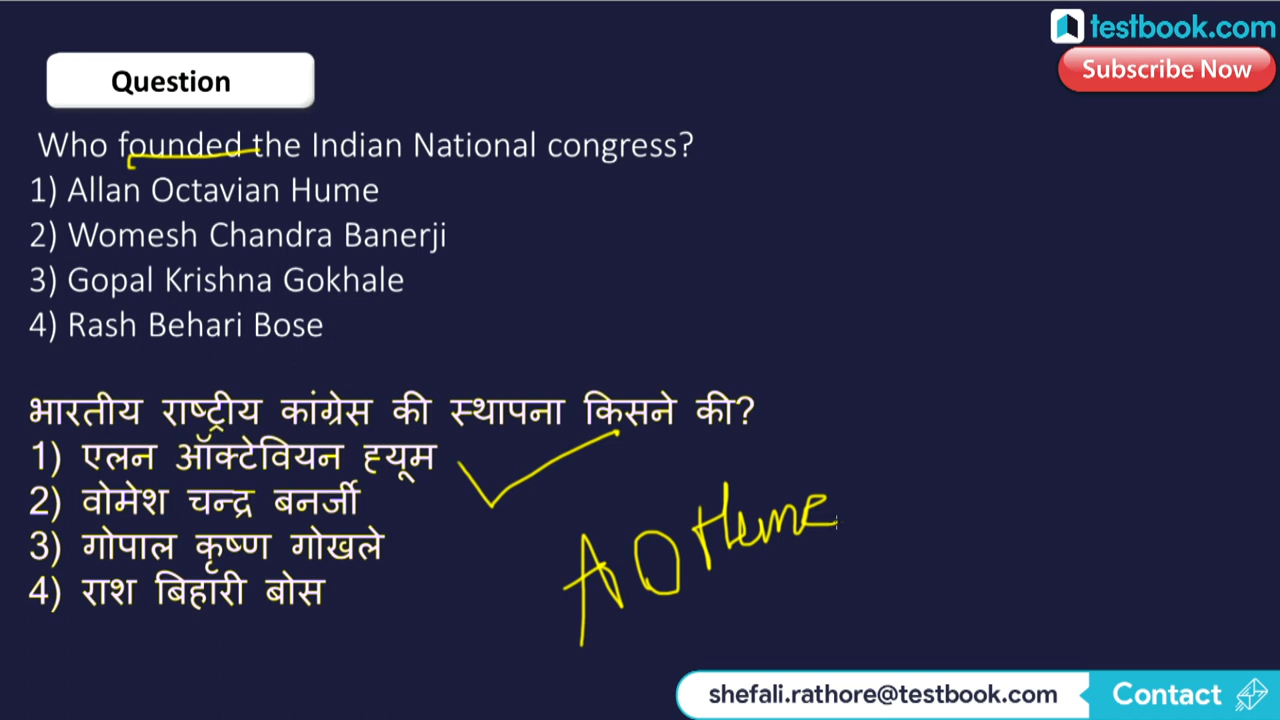 testbook.com
Subscribe Now
Question
Who founded the Indian National congress?
1) Allan Octavian Hume
2) Womesh Chandra Banerji
3) Gopal Krishna Gokhale
4) Rash Behari Bose
भारतीय राष्ट्रीय कांग्रेस की स्थापना किसने की?
1) एलन ऑक्टेवियन ह्यूम
2) वोमेश चन्द्र बनर्जी
3) गोपाल कृष्ण गोखले
4) राश बिहारी बोस
A O Hume
shefali.rathore@testbook.com
Contact